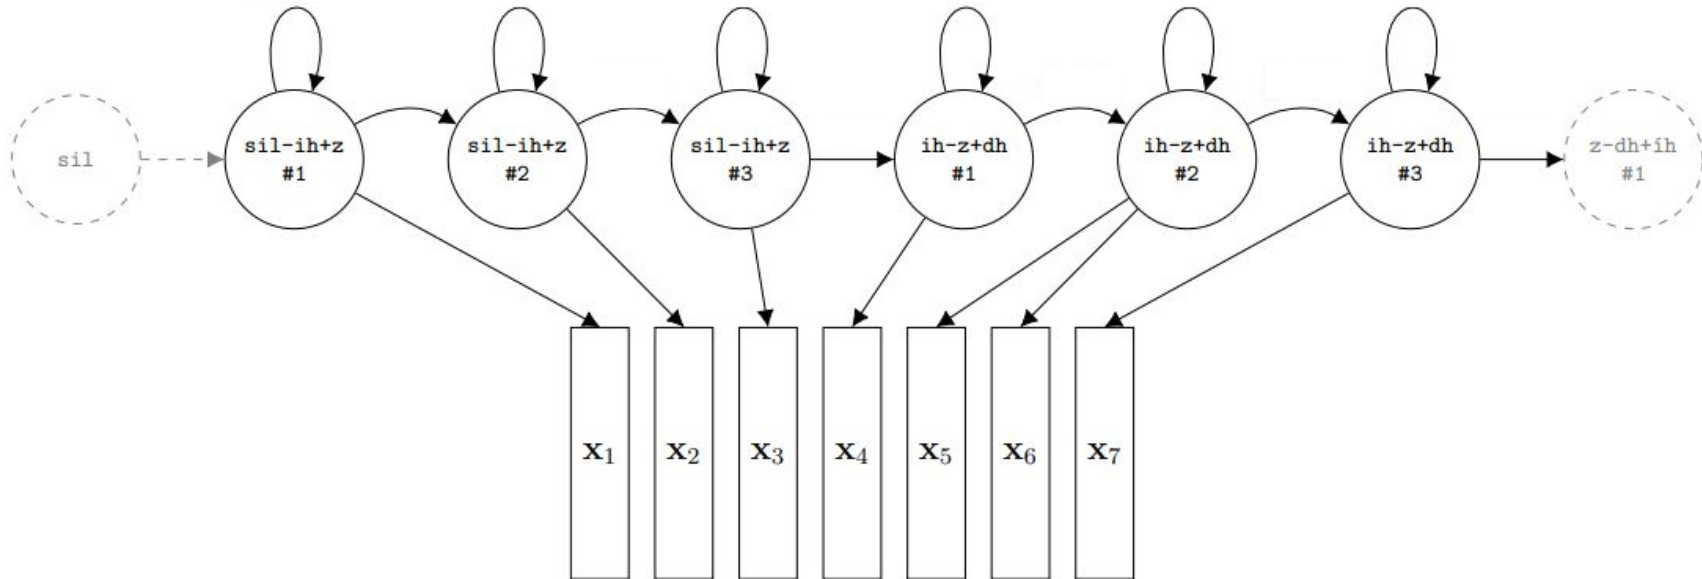 sil
sil-ih+z
#1
sil-ih+z
#2
sil-ih+z
#3
ih-z+dh
#1
ih-z+dh
#2
ih-z+dh
#3
z-dh+ih
#1
x₁
x₂
x₃
x₄
x₅
x₆
x₇